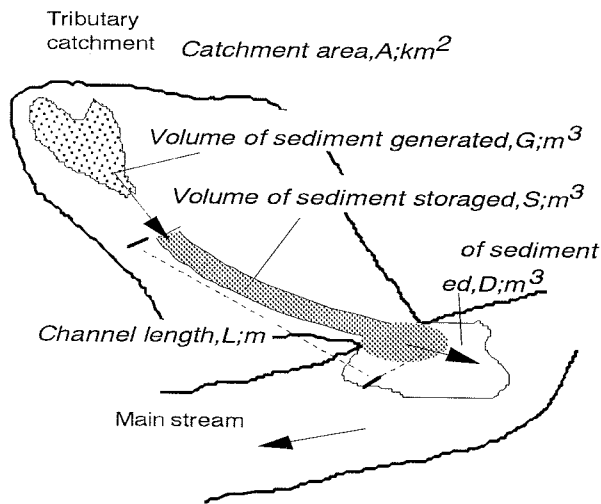 Tributary
catchment
Catchment area,A;km²
Volume of sediment generated,G;m³
Volume of sediment storaged,S;m³
of sediment
ed,D;m³
Channel length,L;m
Main stream